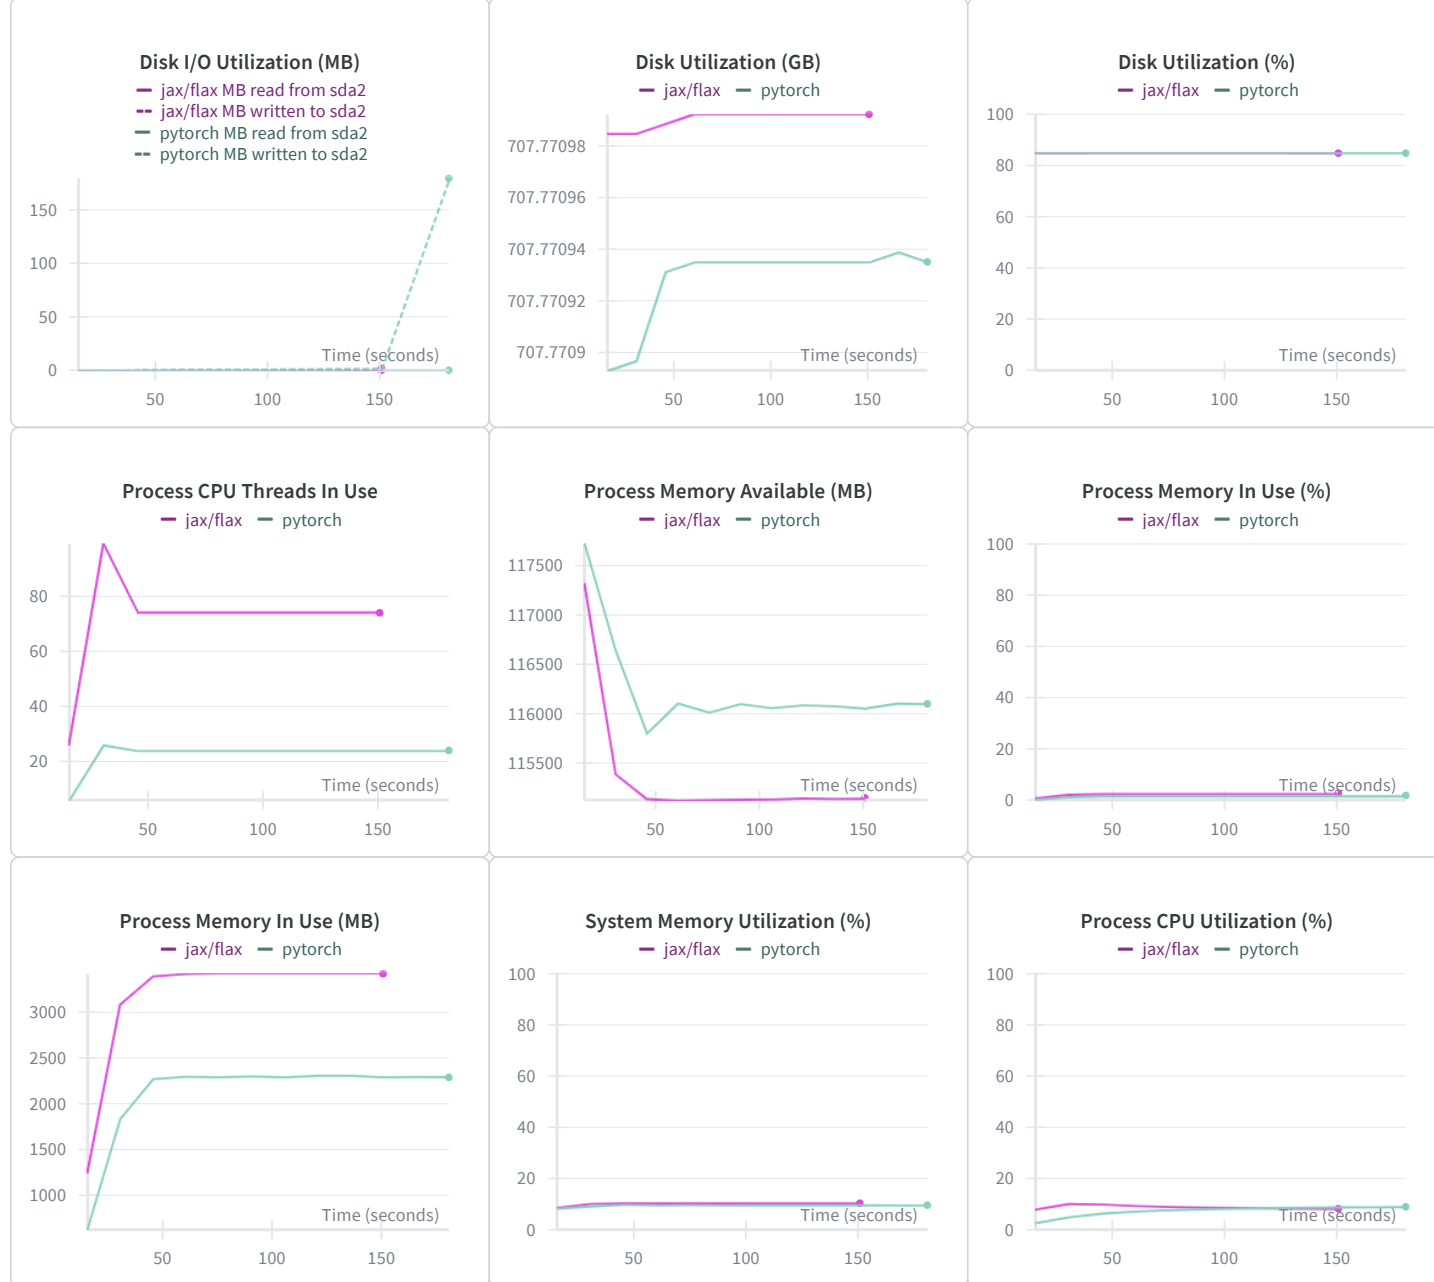 Disk I/O Utilization (MB)
jax/flax MB read from sda2
jax/flax MB written to sda2
pytorch MB read from sda2
pytorch MB written to sda2
150
100
50
0
Time (seconds)
50 100 150
Disk Utilization (GB)
jax/flax pytorch
707.77098
707.77096
707.77094
707.77092
707.7709
Time (seconds)
50 100 150
Disk Utilization (%)
jax/flax pytorch
100
80
60
40
20
0
Time (seconds)
50 100 150
Process CPU Threads In Use
jax/flax pytorch
80
60
40
20
Time (seconds)
50 100 150
Process Memory Available (MB)
jax/flax pytorch
117500
117000
116500
116000
115500
Time (seconds)
50 100 150
Process Memory In Use (%)
jax/flax pytorch
100
80
60
40
20
0
Time (seconds)
50 100 150
Process Memory In Use (MB)
jax/flax pytorch
3000
2500
2000
1500
1000
Time (seconds)
50 100 150
System Memory Utilization (%)
jax/flax pytorch
100
80
60
40
20
0
Time (seconds)
50 100 150
Process CPU Utilization (%)
jax/flax pytorch
100
80
60
40
20
0
Time (seconds)
50 100 150